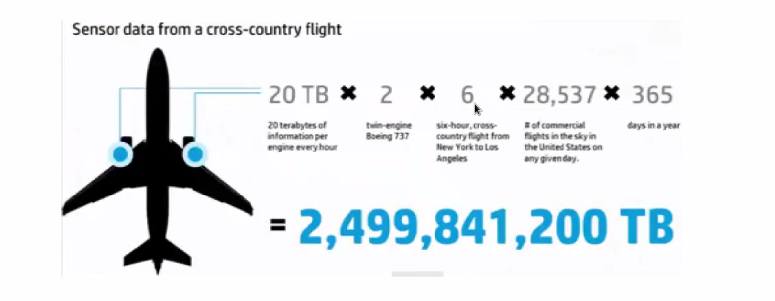 Sensor data from a cross-country flight
20 TB ✖ 2 ✖ 6 ✖ 28,537 ✖ 365
20 terabytes of
information per
engine every hour
twin-engine
Boeing 737
six-hour, cross-
country flight from
New York to Los
Angeles
# of commercial
flights in the sky in
the United States on
any given day.
days in a year
= 2,499,841,200 TB